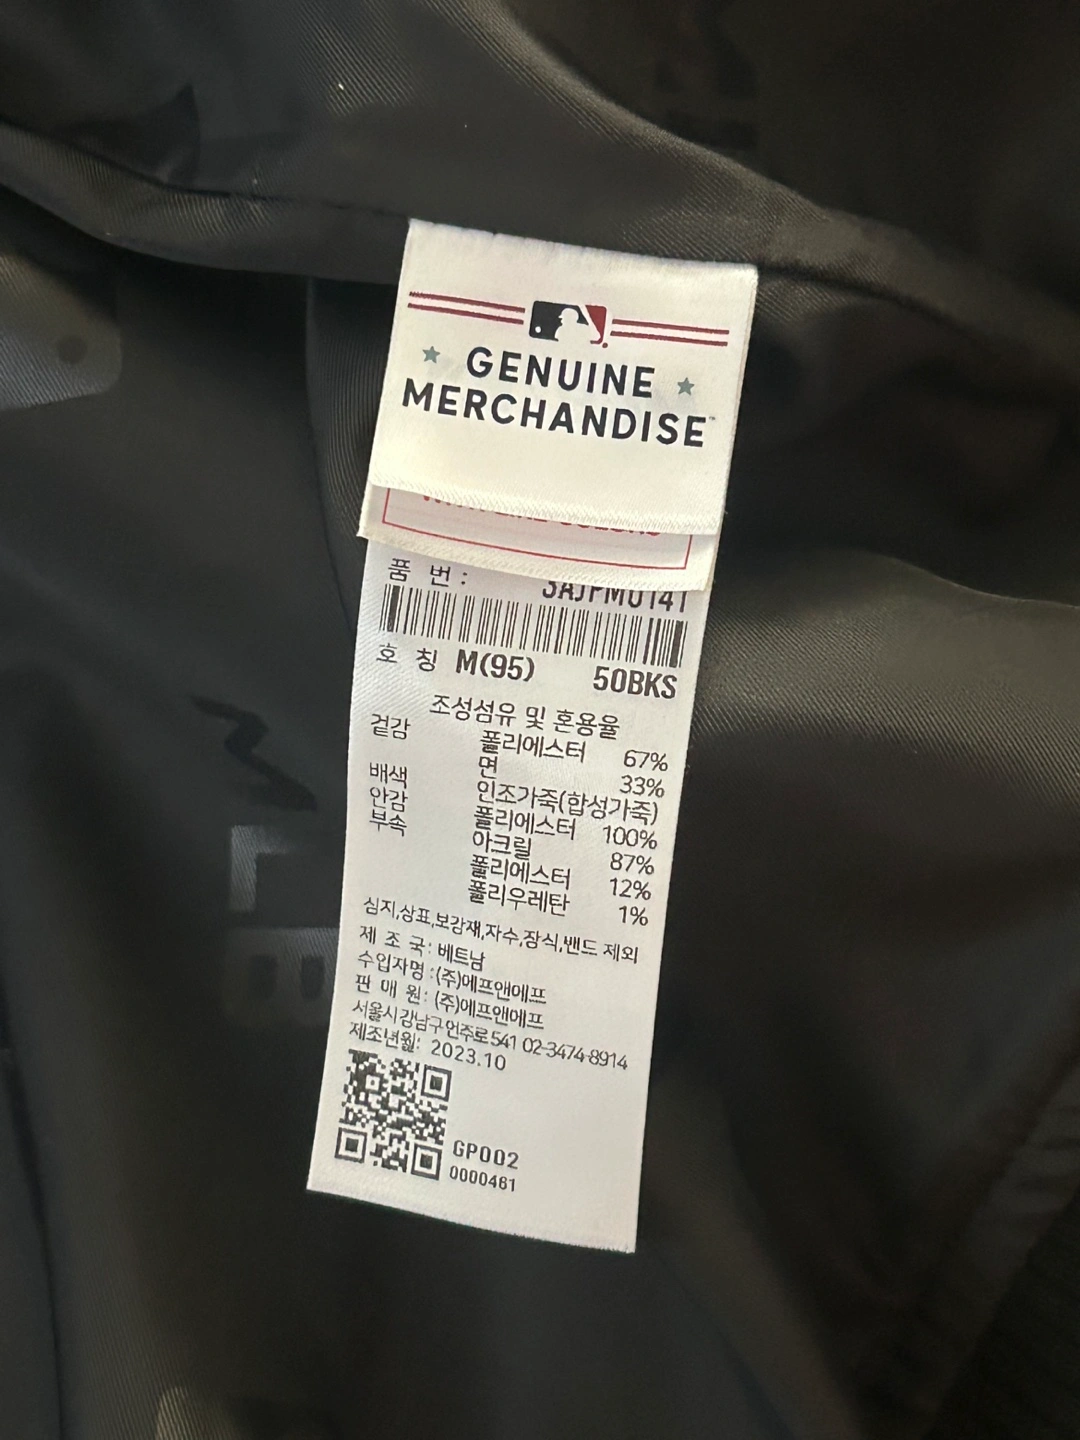 GENUINE
MERCHANDISE™
품 번 : 3AJPM0141
호 칭 M(95) 50BKS
조성섬유 및 혼용율
겉감 폴리에스터 67%
면 33%
배색 인조가죽(합성가죽)
안감 폴리에스터 100%
부속 아크릴 87%
폴리에스터 12%
폴리우레탄 1%
심지,상표,보강재,자수,장식,밴드 제외
제 조 국: 베트남
수입자명 :(주)에프앤에프
판 매 원: (주)에프앤에프
서울시강남구언주로541 02-3474-8914
제조년월: 2023.10
GP002
0000461
MLB